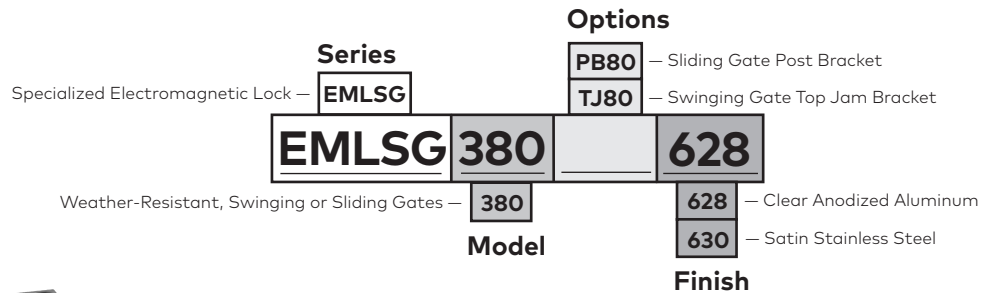 Options
Series
PB80 — Sliding Gate Post Bracket
Specialized Electromagnetic Lock — EMLSG
TJ80 — Swinging Gate Top Jam Bracket
EMLSG 380 628
Weather-Resistant, Swinging or Sliding Gates — 380
628 — Clear Anodized Aluminum
630 — Satin Stainless Steel
Model
Finish